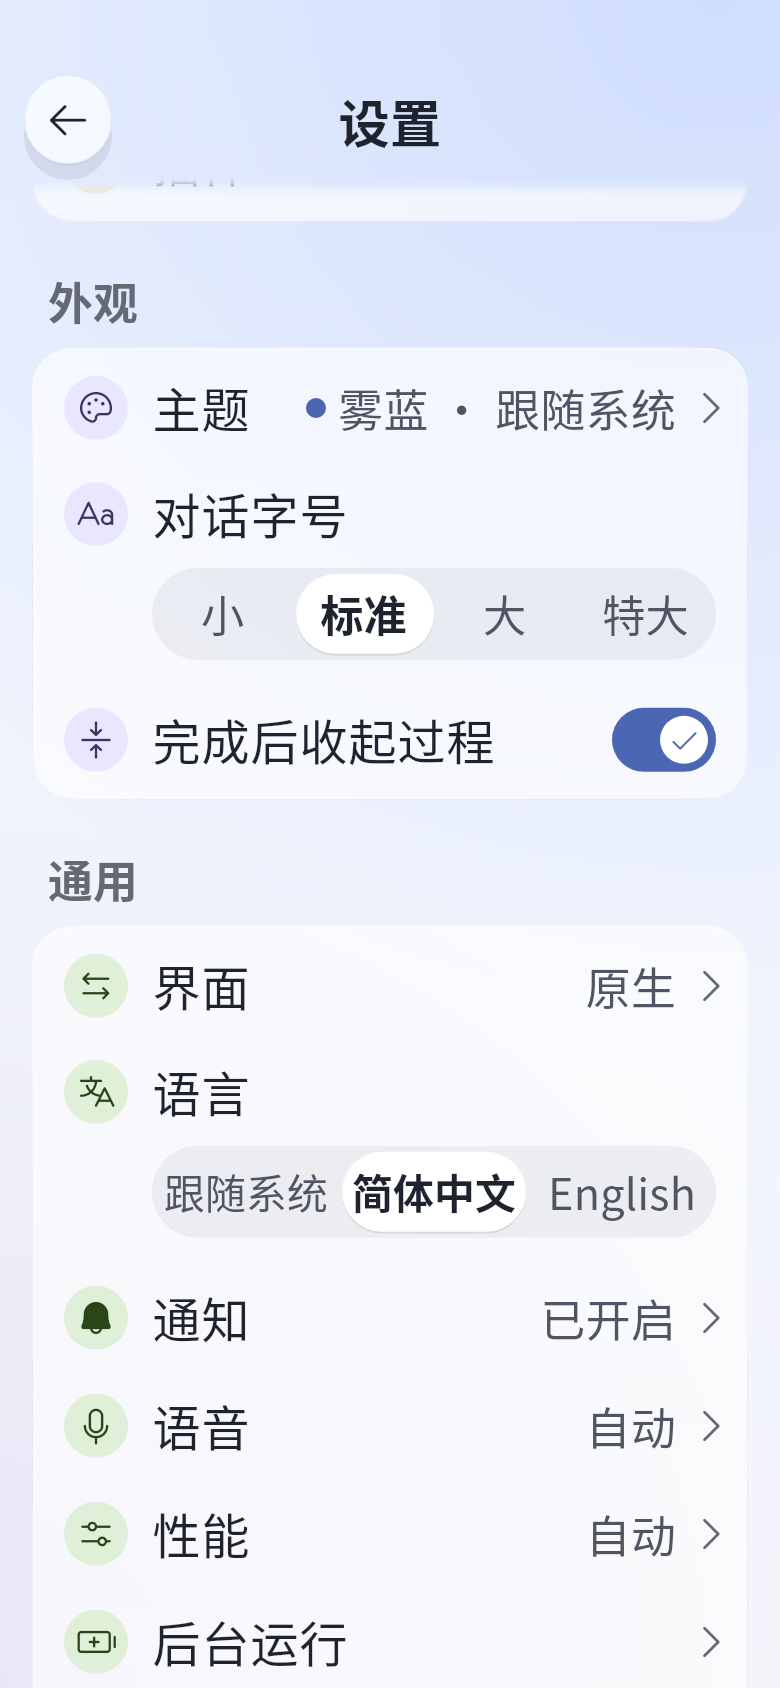 设置
外观
主题 雾蓝 · 跟随系统
Aa 对话字号
小 标准 大 特大
完成后收起过程
通用
界面 原生
文A 语言
跟随系统 简体中文 English
通知 已开启
语音 自动
性能 自动
后台运行